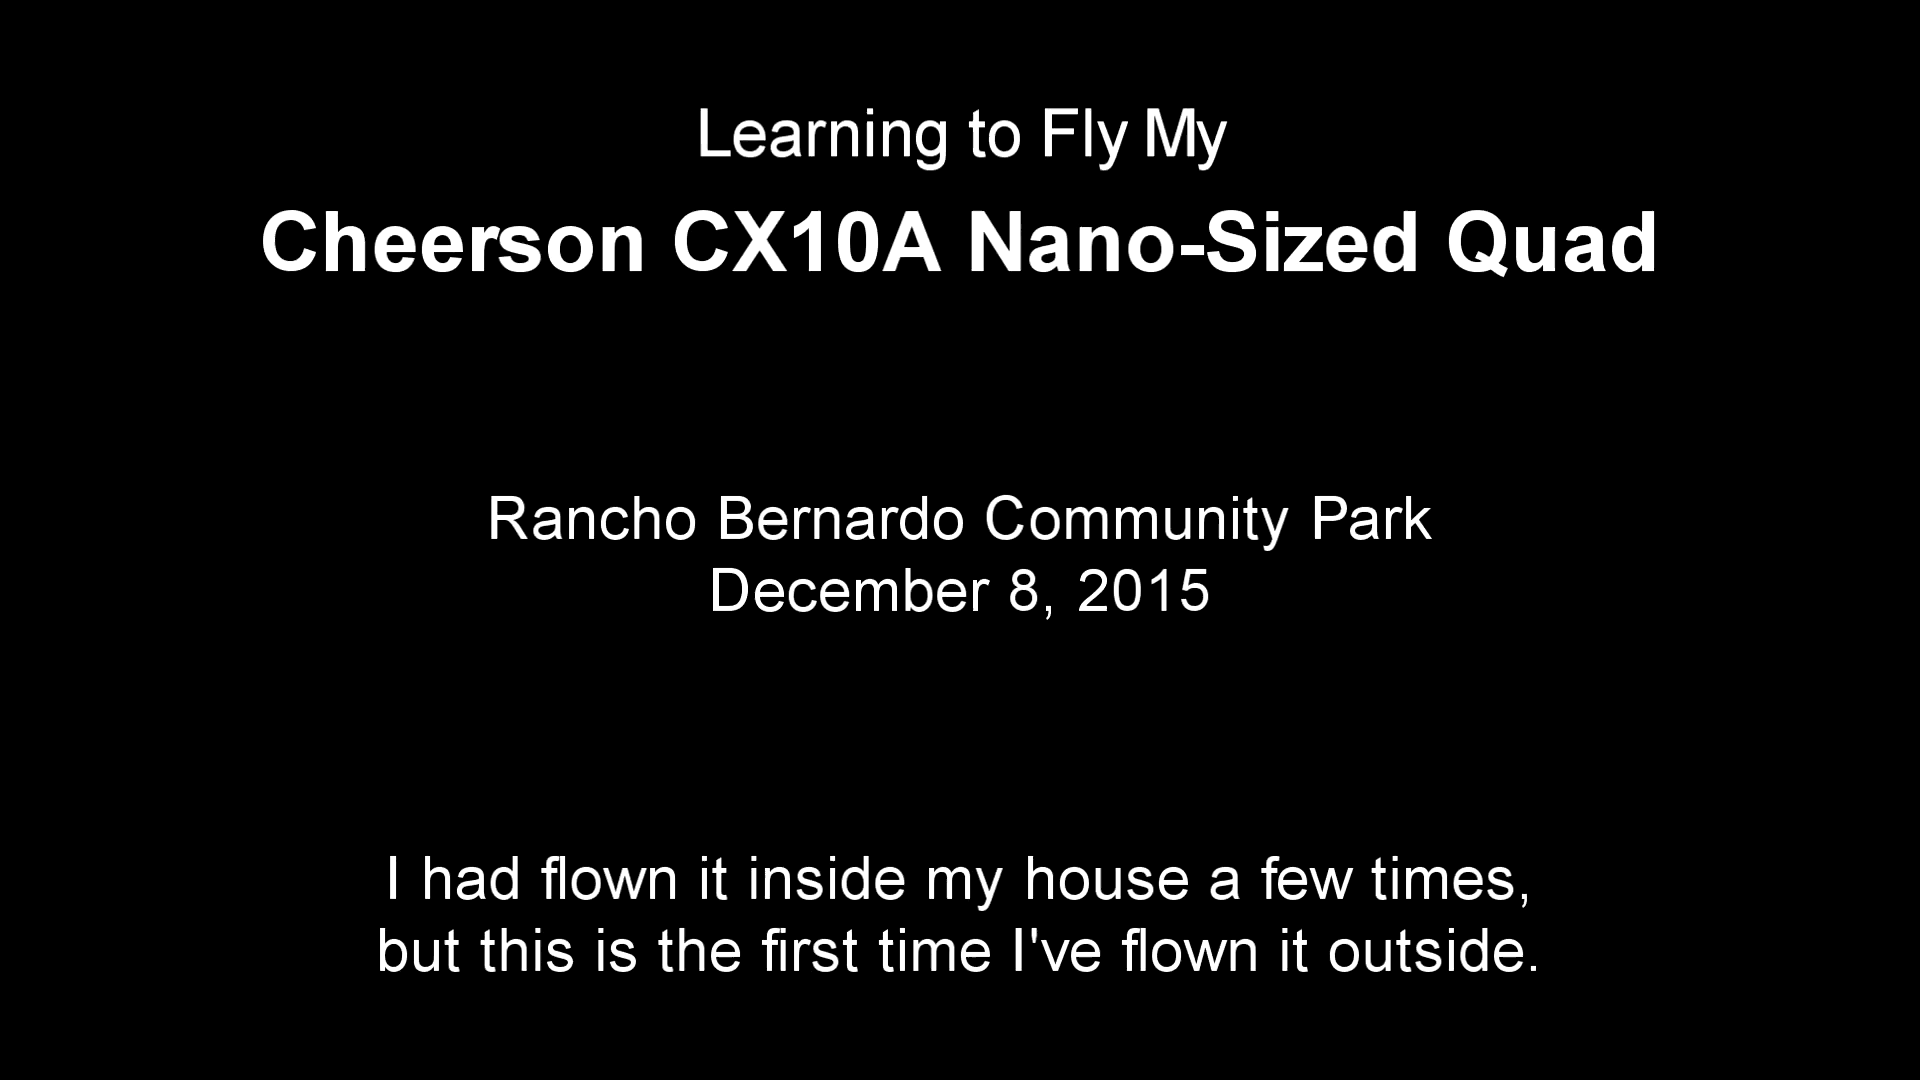 Learning to Fly My
Cheerson CX10A Nano-Sized Quad
Rancho Bernardo Community Park
December 8, 2015
I had flown it inside my house a few times,
but this is the first time I've flown it outside.